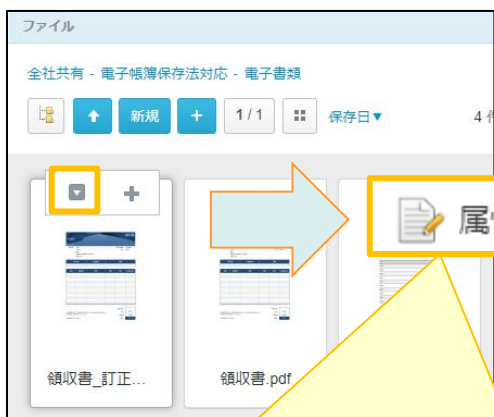 ファイル
全社共有 - 電子帳簿保存法対応 - 電子書類
新規
1 / 1
保存日▼
4
属
領収書_訂正...
領収書.pdf